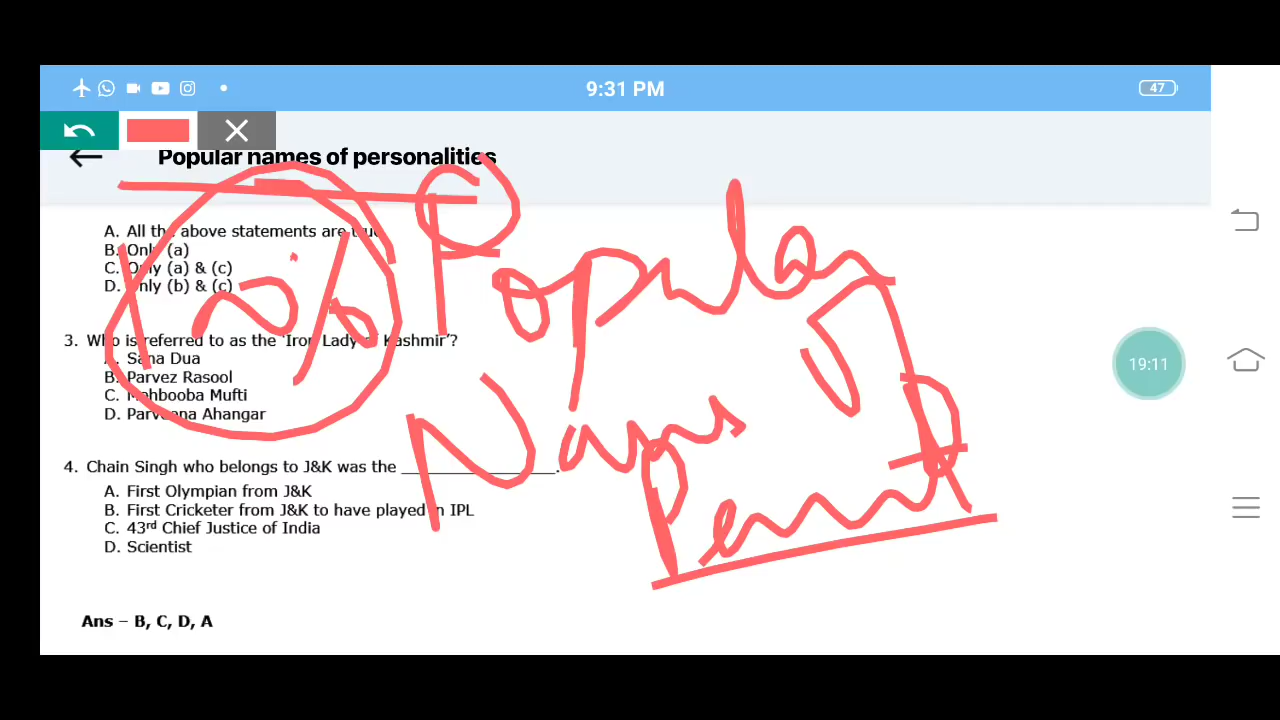 9:31 PM
47
Popular names of personalities
A. All the above statements are true
B. Only (a)
C. Only (a) & (c)
D. Only (b) & (c)
Popular
3. Who is referred to as the 'Iron Lady of Kashmir'?
A. Sana Dua
B. Parvez Rasool
C. Mehbooba Mufti
D. Parveena Ahangar
19:11
Names
4. Chain Singh who belongs to J&K was the ____________________.
A. First Olympian from J&K
B. First Cricketer from J&K to have played in IPL
C. 43rd Chief Justice of India
D. Scientist
Ans – B, C, D, A